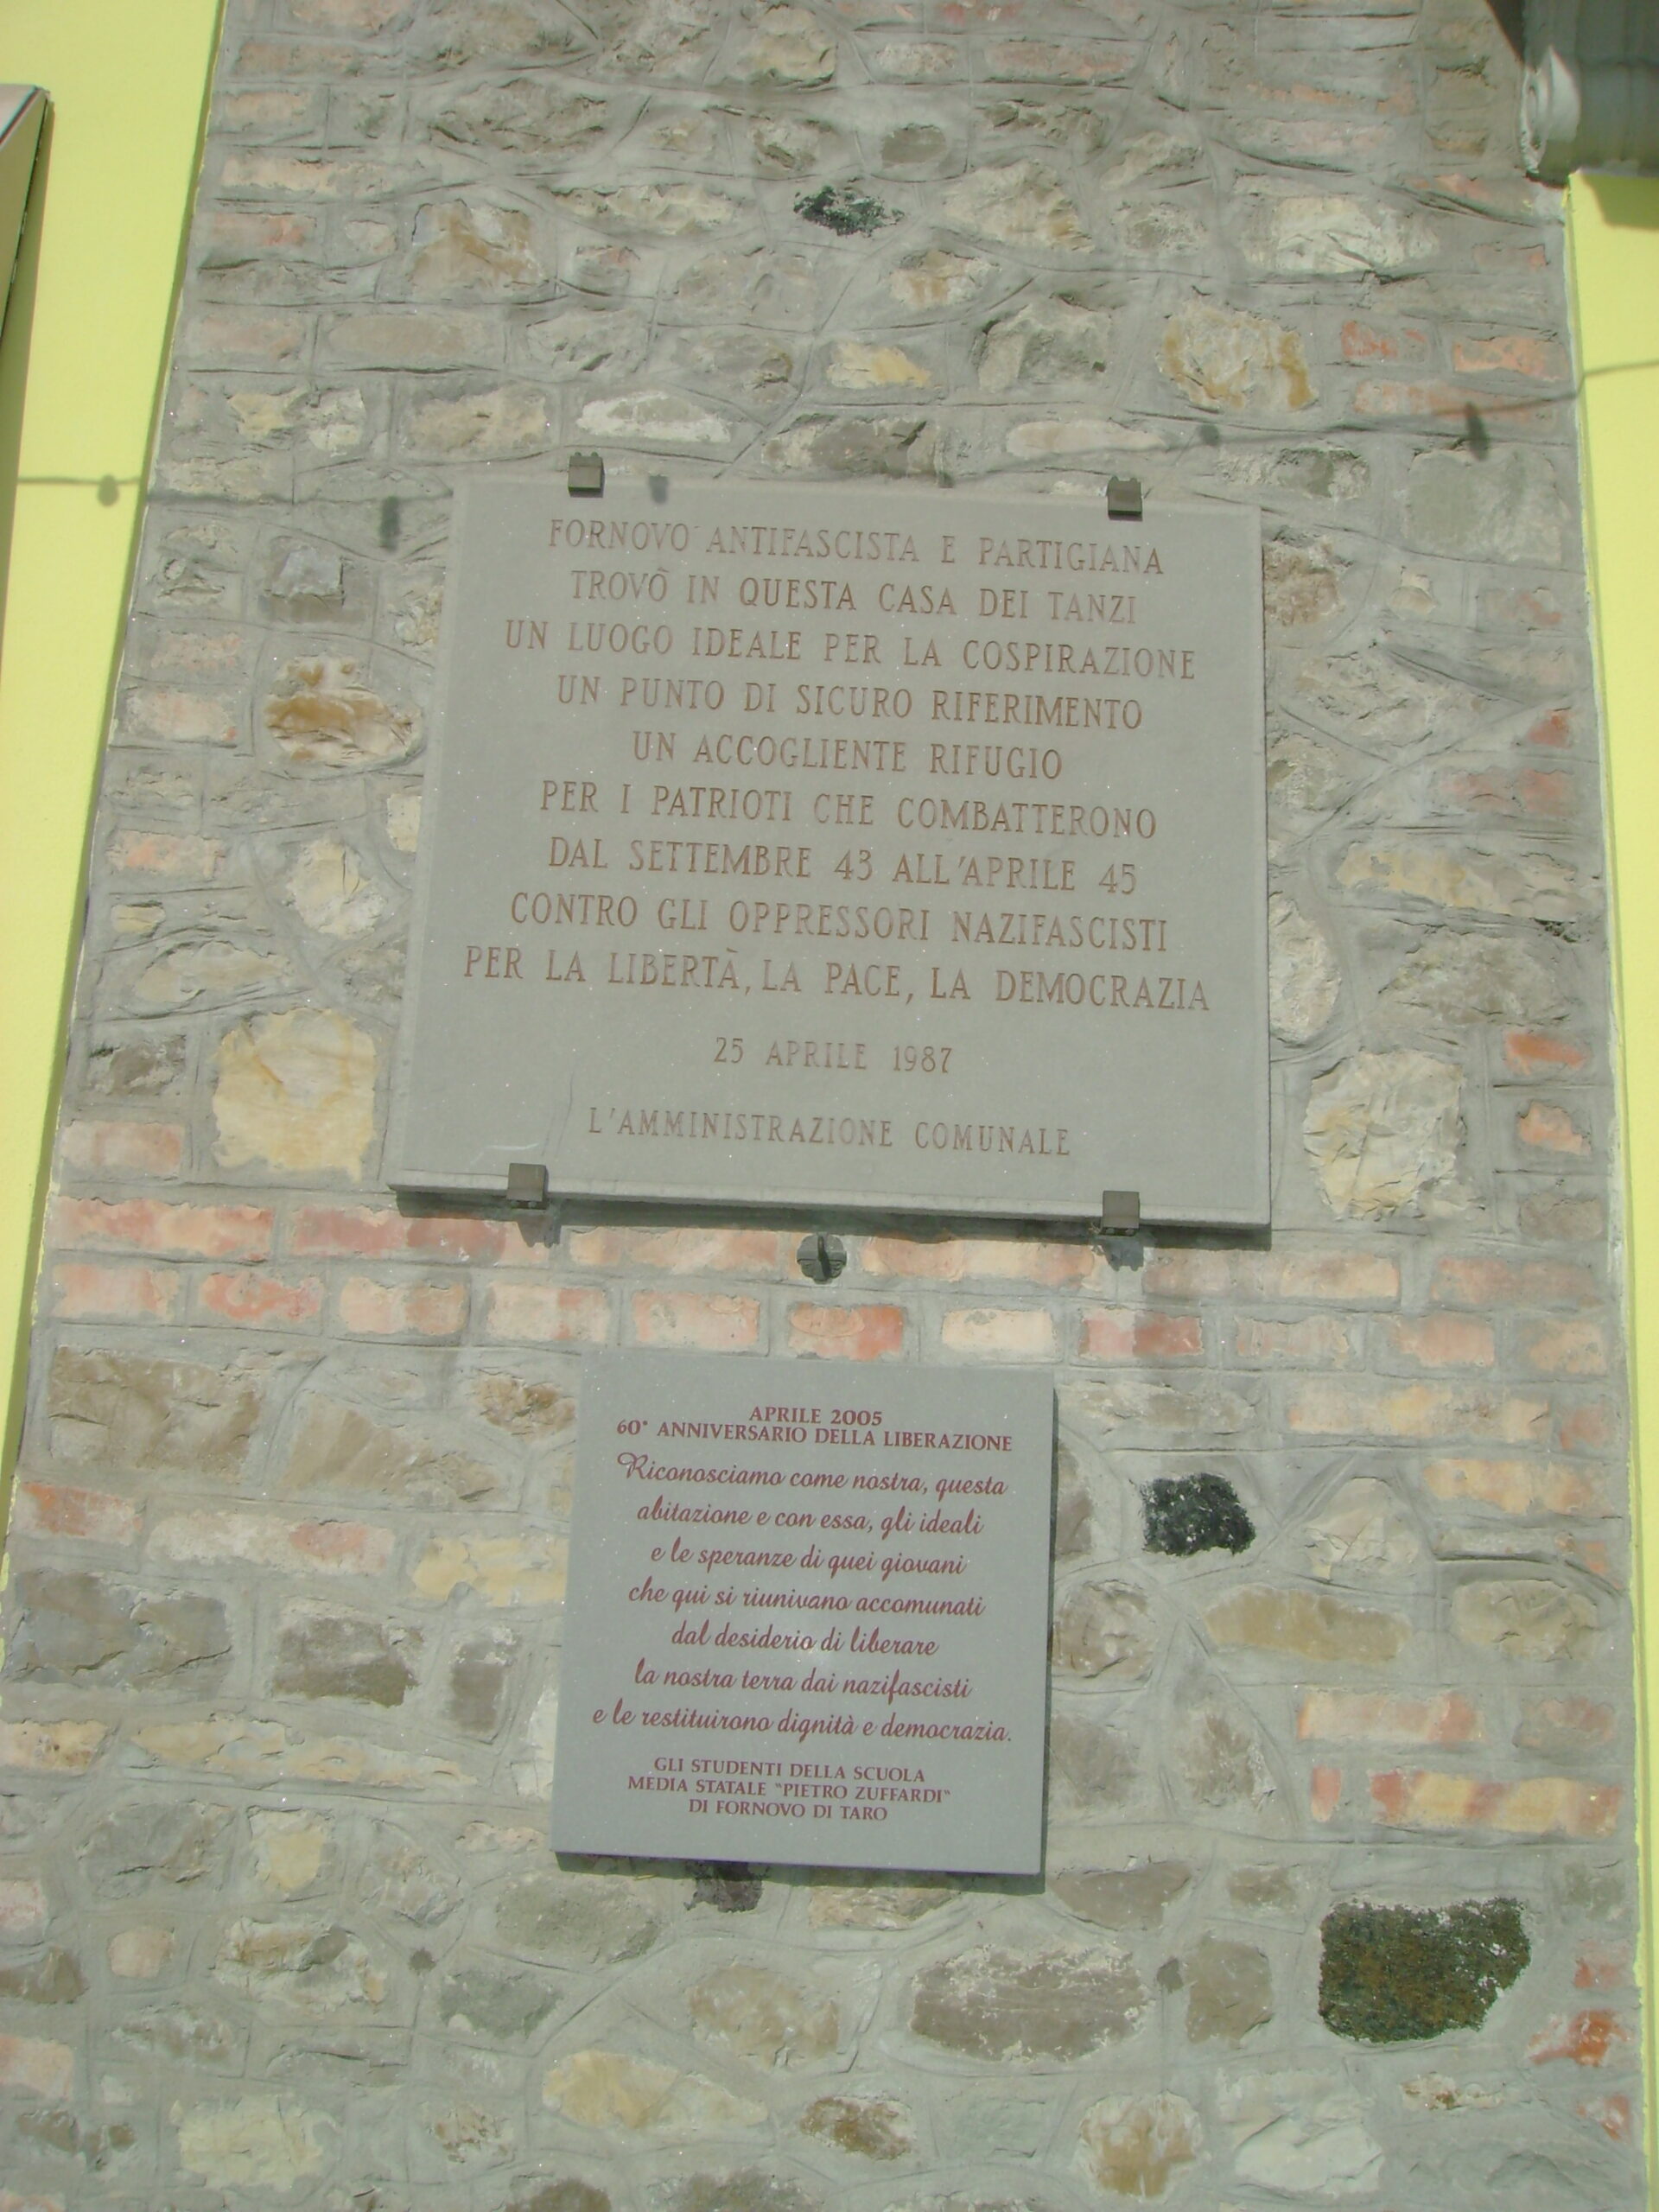 FORNOVO ANTIFASCISTA E PARTIGIANA
TROVÒ IN QUESTA CASA DEI TANZI
UN LUOGO IDEALE PER LA COSPIRAZIONE
UN PUNTO DI SICURO RIFERIMENTO
UN ACCOGLIENTE RIFUGIO
PER I PATRIOTI CHE COMBATTERONO
DAL SETTEMBRE 43 ALL'APRILE 45
CONTRO GLI OPPRESSORI NAZIFASCISTI
PER LA LIBERTÀ, LA PACE, LA DEMOCRAZIA
25 APRILE 1987
L'AMMINISTRAZIONE COMUNALE
APRILE 2005
60° ANNIVERSARIO DELLA LIBERAZIONE
Riconosciamo come nostra, questa
abitazione e con essa, gli ideali
e le speranze di quei giovani
che qui si riunivano accomunati
dal desiderio di liberare
la nostra terra dai nazifascisti
e le restituirono dignità e democrazia.
GLI STUDENTI DELLA SCUOLA
MEDIA STATALE "PIETRO ZUFFARDI"
DI FORNOVO DI TARO